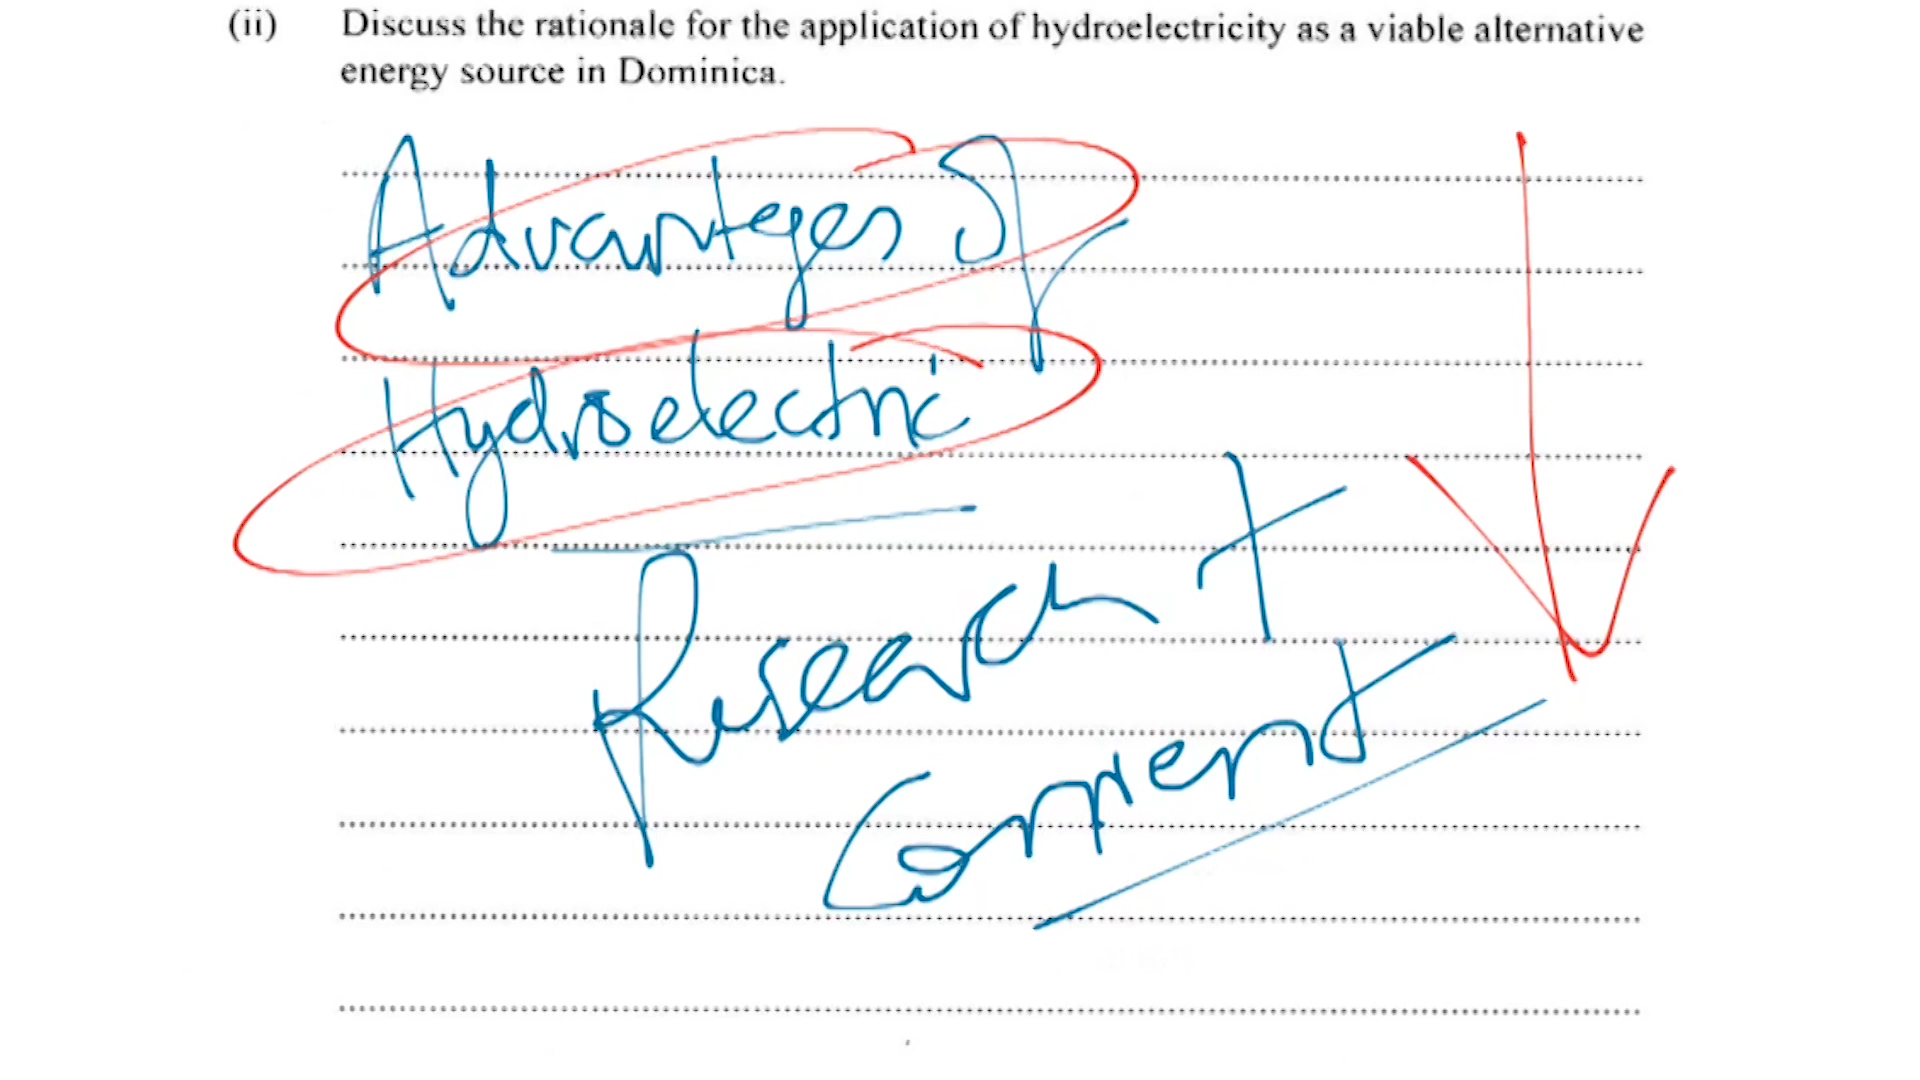 (ii) Discuss the rationale for the application of hydroelectricity as a viable alternative
energy source in Dominica.
Advantages of
Hydroelectric
Research +
Comment